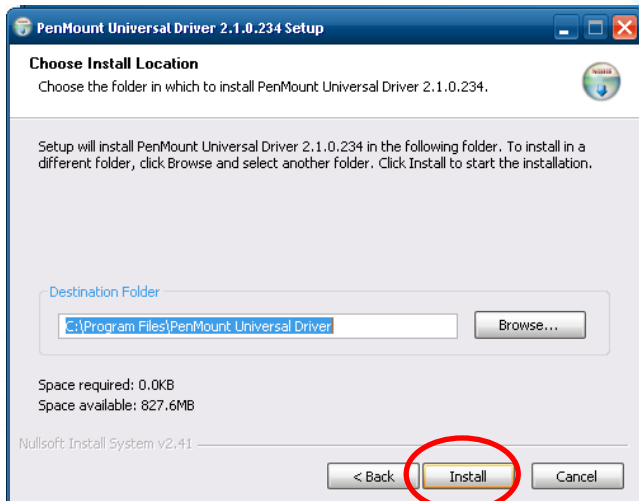 PenMount Universal Driver 2.1.0.234 Setup
Choose Install Location
Choose the folder in which to install PenMount Universal Driver 2.1.0.234.
Setup will install PenMount Universal Driver 2.1.0.234 in the following folder. To install in a
different folder, click Browse and select another folder. Click Install to start the installation.
Destination Folder
C:\Program Files\PenMount Universal Driver
Browse...
Space required: 0.0KB
Space available: 827.6MB
Nullsoft Install System v2.41
< Back
Install
Cancel